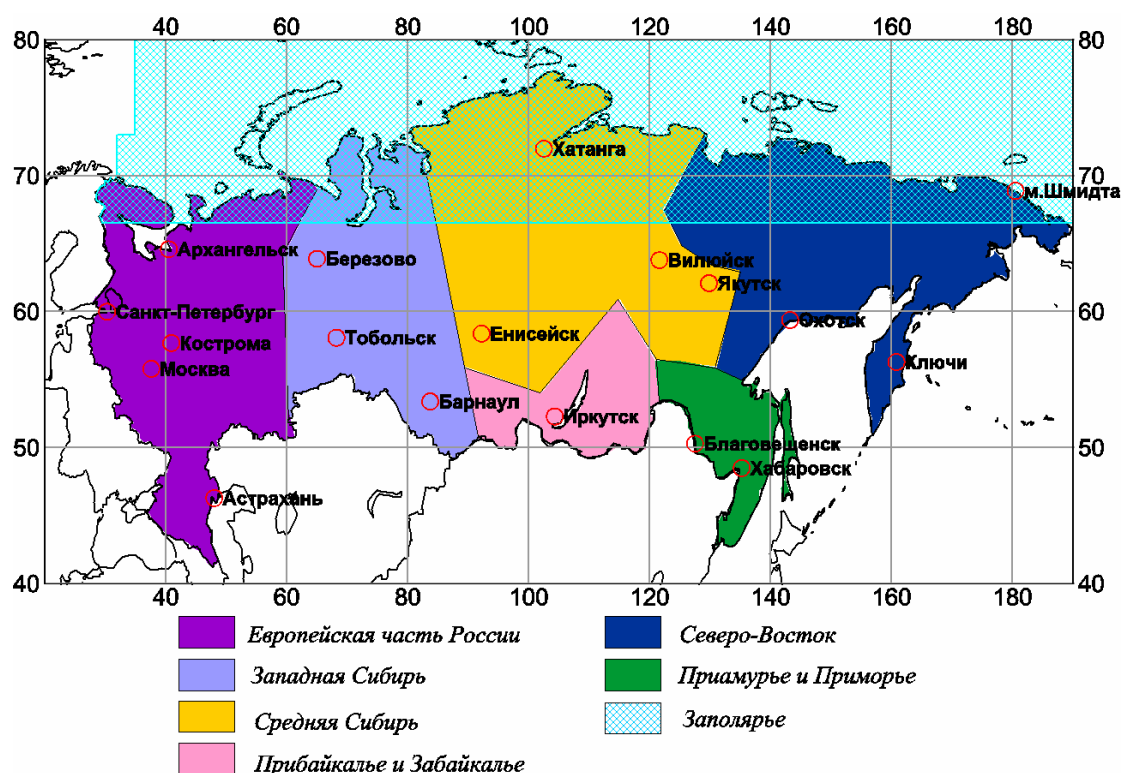 40 60 80 100 120 140 160 180
80 80
Хатанга
70 70
м.Шмидта
Архангельск
Березово
Вилюйск
Якутск
60 60
Санкт-Петербург
Охотск
Енисейск
Тобольск
Кострома
Ключи
Москва
Барнаул
Иркутск
50 50
Благовещенск
Хабаровск
Астрахань
40 40
40 60 80 100 120 140 160 180
Европейская часть России
Северо-Восток
Западная Сибирь
Приамурье и Приморье
Средняя Сибирь
Заполярье
Прибайкалье и Забайкалье